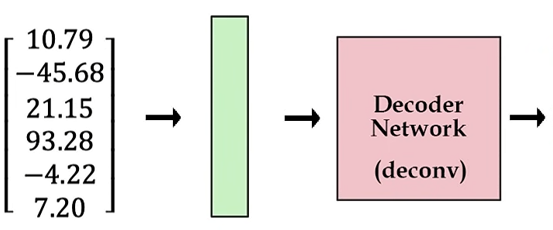 10.79
−45.68
21.15
93.28
−4.22
7.20
Decoder
Network
(deconv)